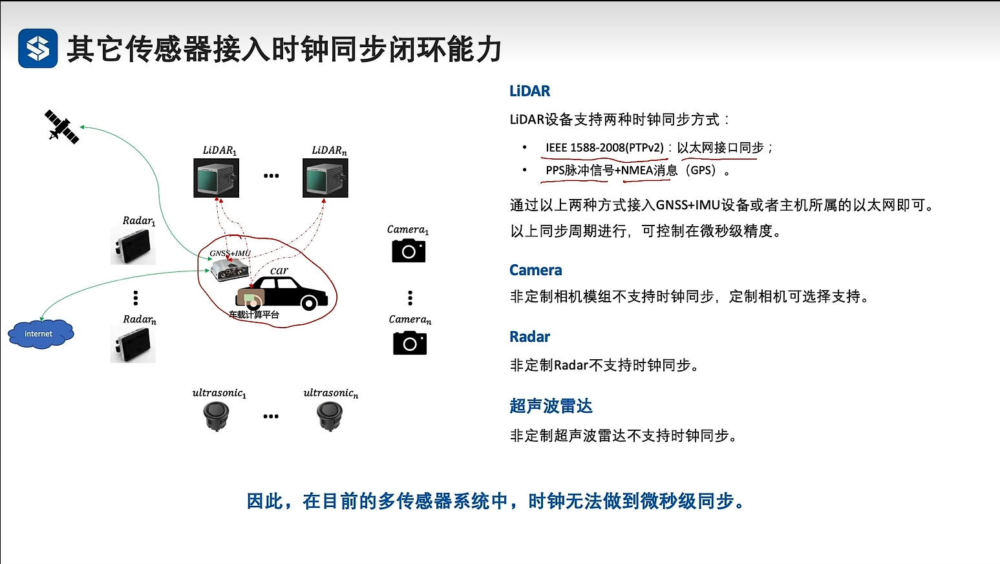 其它传感器接入时钟同步闭环能力
LiDAR
LiDAR设备支持两种时钟同步方式：
• IEEE 1588-2008(PTPv2)：以太网接口同步；
• PPS脉冲信号+NMEA消息（GPS）。
通过以上两种方式接入GNSS+IMU设备或者主机所属的以太网即可。
以上同步周期进行，可控制在微秒级精度。
Camera
非定制相机模组不支持时钟同步，定制相机可选择支持。
Radar
非定制Radar不支持时钟同步。
超声波雷达
非定制超声波雷达不支持时钟同步。
LiDAR1
LiDARn
Radar1
Camera1
GNSS+IMU
car
车载计算平台
Radarn
Cameran
internet
ultrasonic1
ultrasonicn
因此，在目前的多传感器系统中，时钟无法做到微秒级同步。